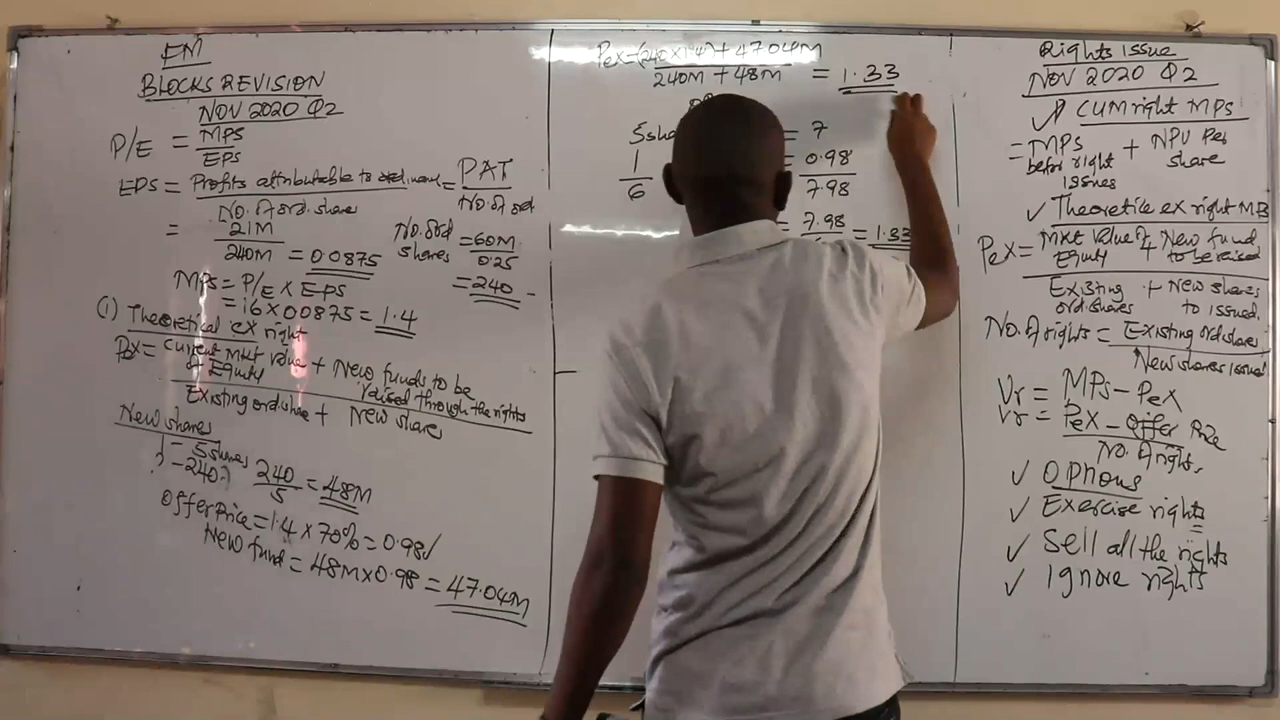 FM
BLOCKS REVISION
NOV 2020 Q2
P/E = MPS
EPS
EPS = Profits attributable to = PAT
No. of ord. share No. of ord
= 21M
240M = 0.0875
No. ord shares = 60M
0.25
= 240
MPS = P/E x EPS
= 16 x 00875 = 1.4
(1) Theoretical ex right
Pex = Current mkt value of Equity + New funds to be raised through the rights
Existing ord share + New share
New shares
1 - 5 shares
? - 240?
240
5 = 48M
Offer Price = 1.4 x 70% = 0.98 ✓
New fund = 48M x 0.98 = 47.04M
Pex = (240 x 1.4) + 47.04M
240M + 48M = 1.33
5sha = 7
1 = 0.98
6 7.98
= 7.98
= 1.33
Rights issue
NOV 2020 Q2
CUM right MPS
= MPS befor right issues + NPV Per share
✓ Theoretile ex right MB
Pex = Mkt value of Equity + New fund to be raised
Existing ord. shares + New shares to issued.
No. of rights = Existing ord share
New shares issued
Vr = MPs - Pex
Vr = Pex - offer Price
No. of rights.
✓ Options
✓ Exercise rights
✓ Sell all the rights
✓ Ignore rights